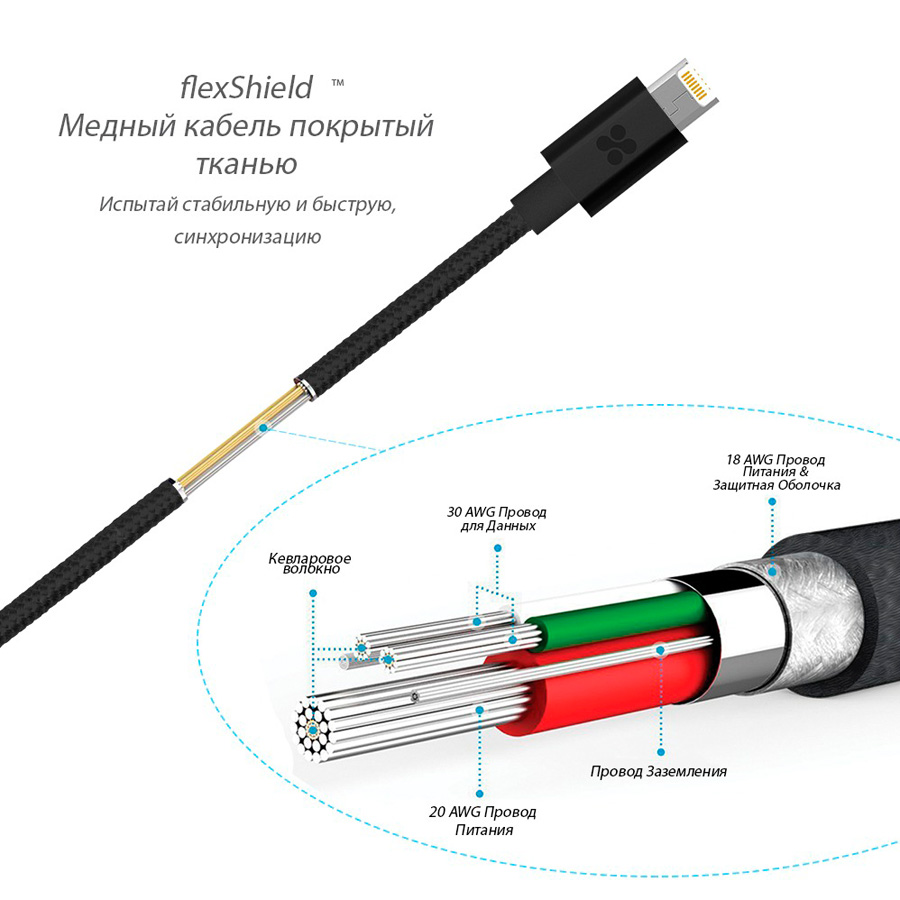 flexShield ™
Медный кабель покрытый
тканью
Испытай стабильную и быструю,
синхронизацию
18 AWG Провод
Питания &
Защитная Оболочка
30 AWG Провод
для Данных
Кевларовое
волокно
Провод Заземления
20 AWG Провод
Питания